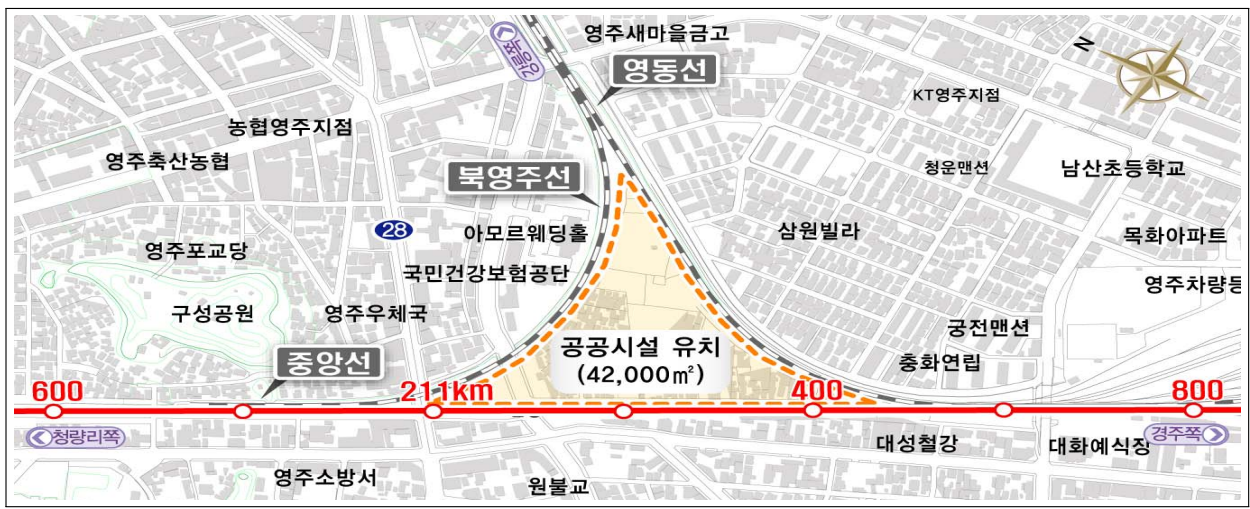 영주새마을금고
강릉쪽
영동선
N
KT영주지점
농협영주지점
영주축산농협
청운맨션
남산초등학교
북영주선
28
아모르웨딩홀
삼원빌라
목화아파트
영주포교당
국민건강보험공단
영주차량등
구성공원
영주우체국
궁전맨션
공공시설 유치
(42,000㎡)
충화연립
중앙선
600
211km
400
800
청량리쪽
경주쪽
대성철강
대화예식장
영주소방서
원불교